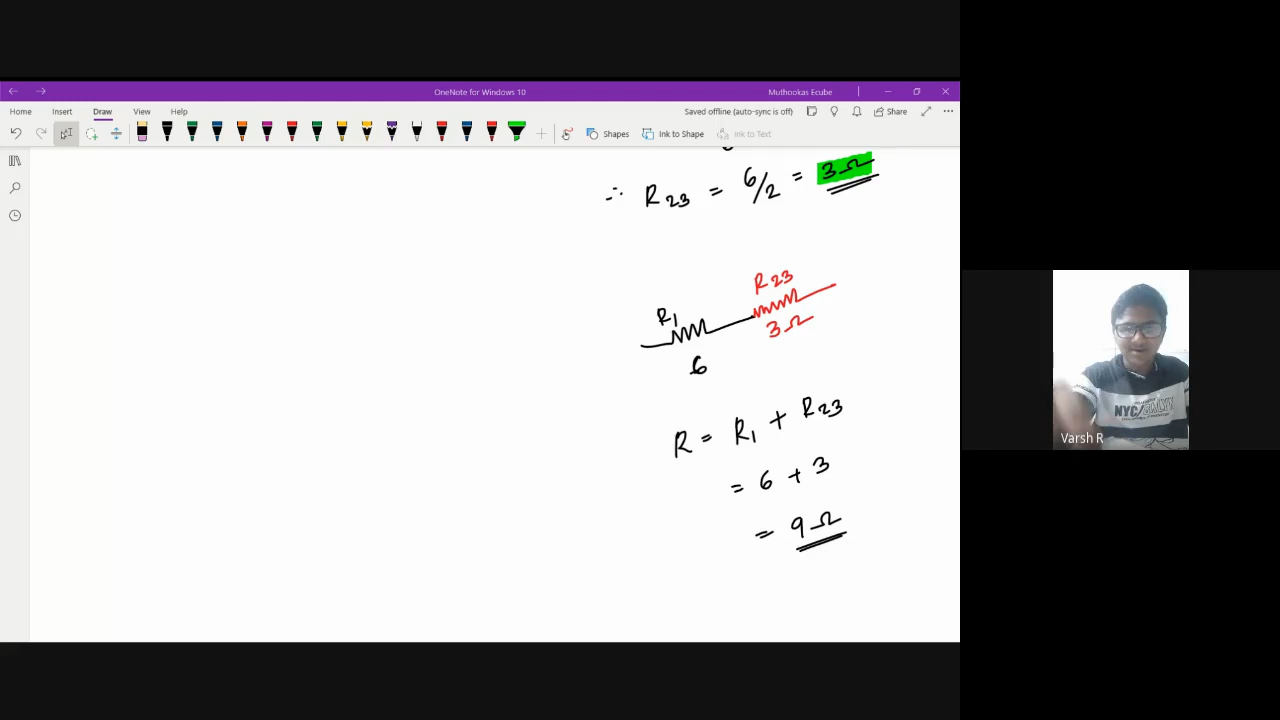 OneNote for Windows 10
Muthookas Ecube
Home Insert Draw View Help
Saved offline (auto-sync is off)
Share
Shapes
Ink to Shape
Ink to Text
∴ R23 = 6/2 = 3Ω
R1
R23
6
3Ω
R = R1 + R23
= 6 + 3
= 9Ω
NYC/
Varsh R